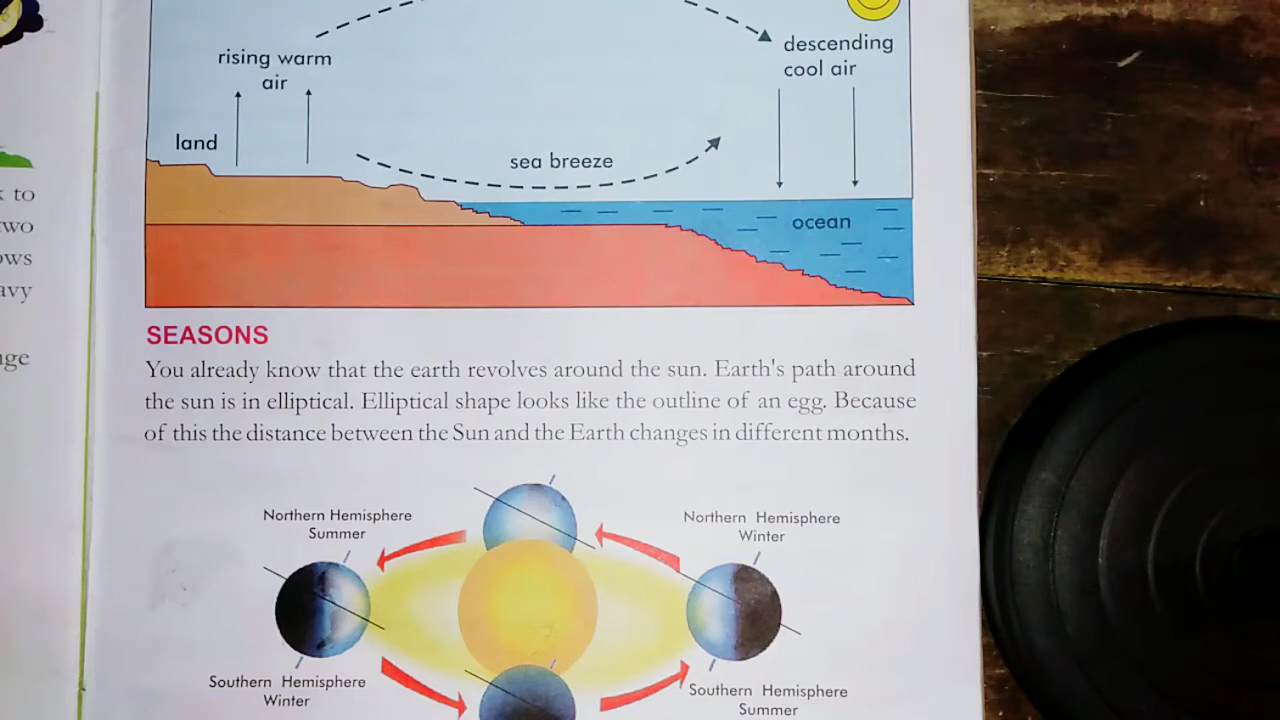 rising warm
air
descending
cool air
land
sea breeze
ocean
to
two
SEASONS
You already know that the earth revolves around the sun. Earth's path around
the sun is in elliptical. Elliptical shape looks like the outline of an egg. Because
of this the distance between the Sun and the Earth changes in different months.
Northern Hemisphere
Summer
Northern Hemisphere
Winter
Southern Hemisphere
Winter
Southern Hemisphere
Summer